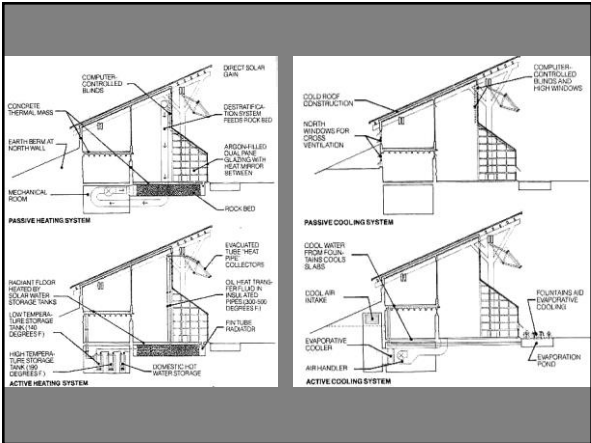 DIRECT SOLAR
GAIN
COMPUTER-
CONTROLLED
BLINDS
CONCRETE
THERMAL MASS
DESTRATIFICA-
TION SYSTEM
FEEDS ROCK BED
EARTH BERM AT
NORTH WALL
ARGON-FILLED
DUAL PANE
GLAZING WITH
HEAT MIRROR
BETWEEN
MECHANICAL
ROOM
ROCK BED
PASSIVE HEATING SYSTEM
COMPUTER-
CONTROLLED
BLINDS AND
HIGH WINDOWS
COLD ROOF
CONSTRUCTION
NORTH
WINDOWS FOR
CROSS
VENTILATION
PASSIVE COOLING SYSTEM
EVACUATED
TUBE "HEAT
PIPE"
COLLECTORS
RADIANT FLOOR
HEATED BY
SOLAR WATER
STORAGE TANKS
OIL HEAT TRANS-
FER FLUID IN
INSULATED
PIPES (300-500
DEGREES F.)
LOW TEMPERA-
TURE STORAGE
TANK (140
DEGREES F.)
FIN TUBE
RADIATOR
HIGH TEMPERA-
TURE STORAGE
TANK (190
DEGREES F.)
DOMESTIC HOT
WATER STORAGE
ACTIVE HEATING SYSTEM
COOL WATER
FROM FOUN-
TAINS COOLS
SLABS
COOL AIR
INTAKE
FOUNTAINS AID
EVAPORATIVE
COOLING
EVAPORATIVE
COOLER
AIR HANDLER
EVAPORATION
POND
ACTIVE COOLING SYSTEM